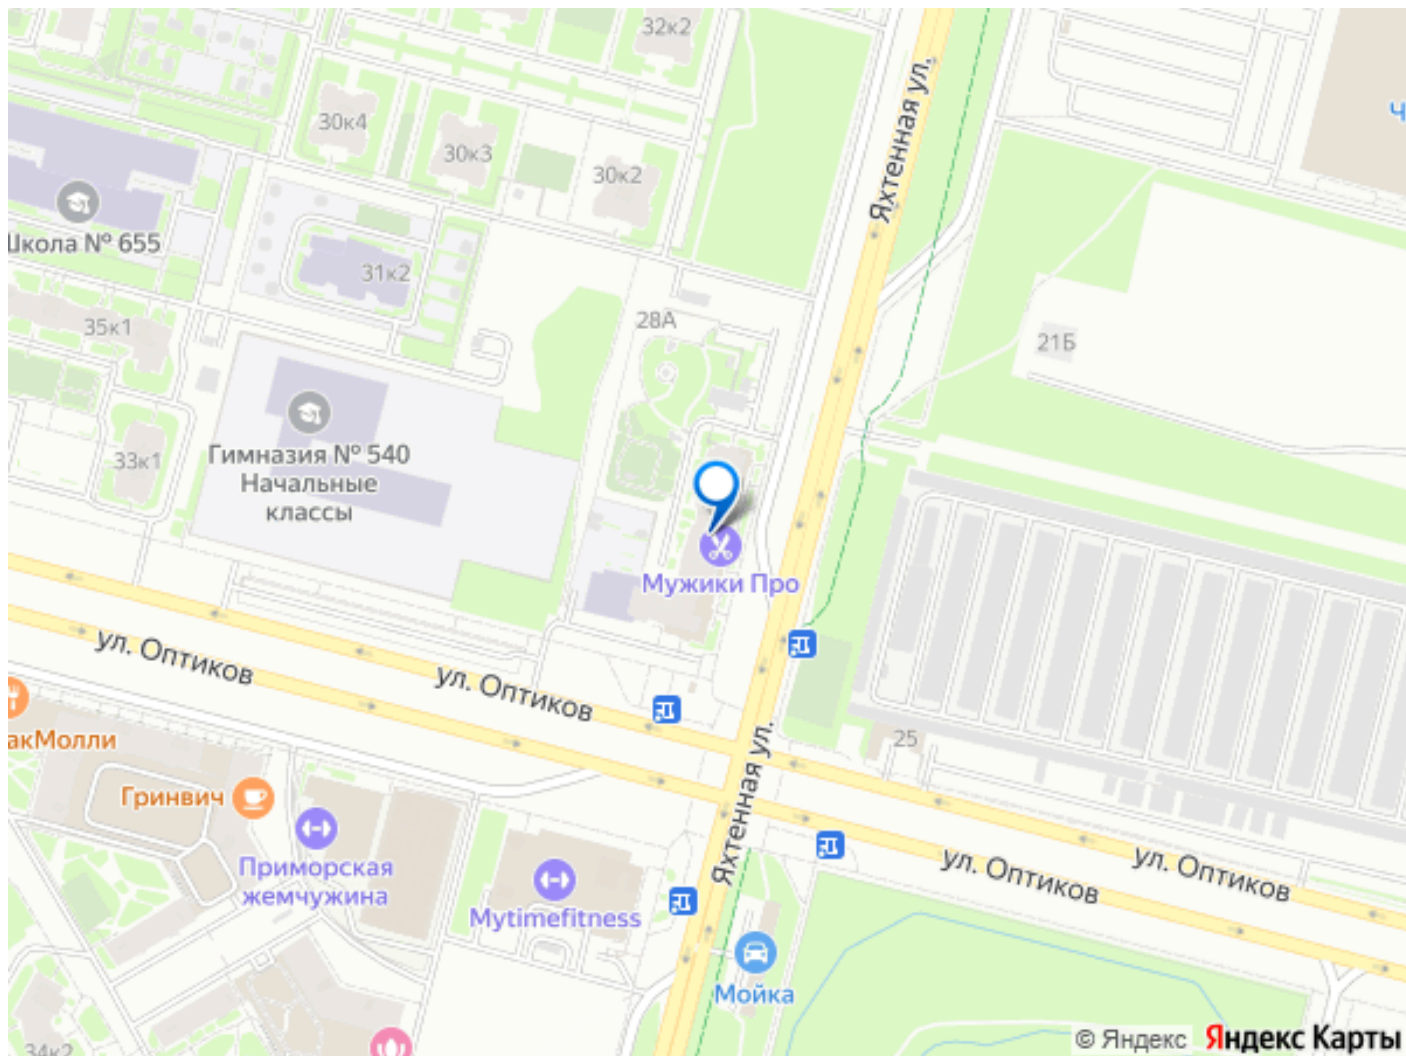 32к2
Яхтенная ул.
30к4
30к3
30к2
Школа № 655
31к2
35к1
28А
21Б
33к1
Гимназия № 540
Начальные
классы
Мужики Про
ул. Оптиков
ул. Оптиков
25
Яхтенная ул.
Гринвич
Приморская
жемчужина
Mytimefitness
ул. Оптиков
ул. Оптиков
Мойка
34к2
© Яндекс Яндекс Карты